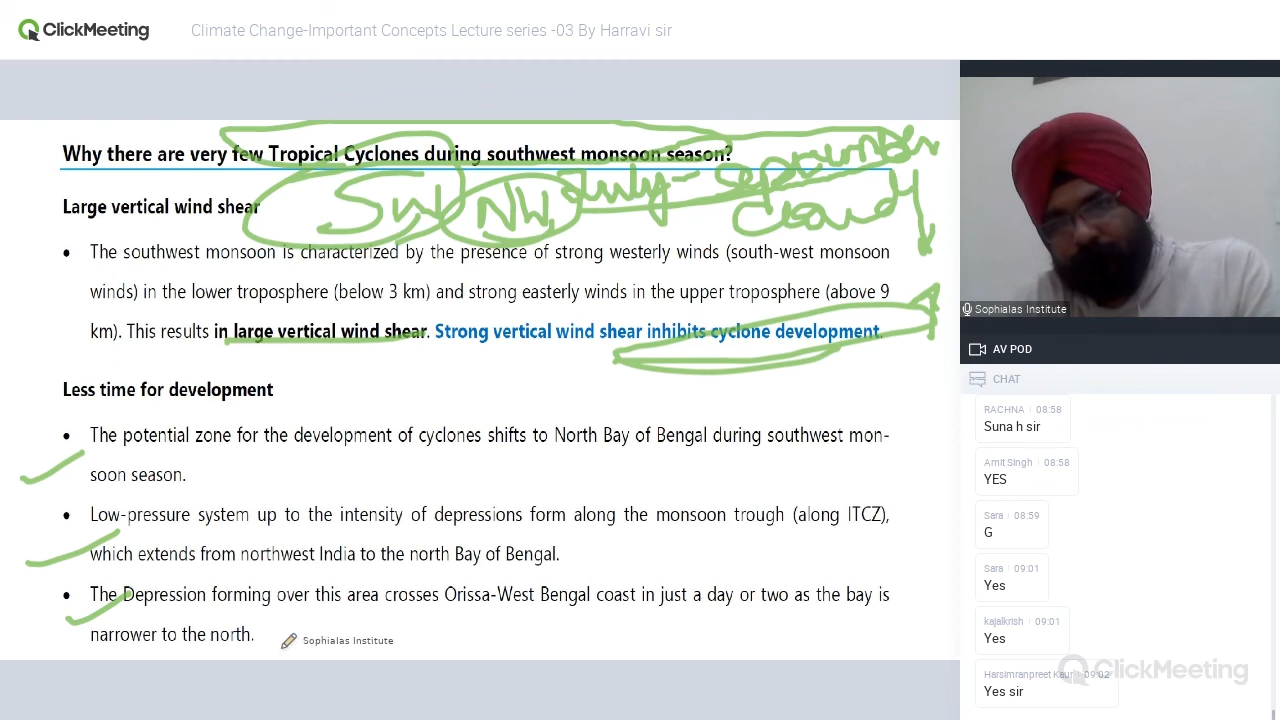 ClickMeeting
Climate Change-Important Concepts Lecture series -03 By Harravi sir
Why there are very few Tropical Cyclones during southwest monsoon season?
Large vertical wind shear
SW NW July - September
cloud
• The southwest monsoon is characterized by the presence of strong westerly winds (south-west monsoon
winds) in the lower troposphere (below 3 km) and strong easterly winds in the upper troposphere (above 9
km). This results in large vertical wind shear. Strong vertical wind shear inhibits cyclone development.
Less time for development
• The potential zone for the development of cyclones shifts to North Bay of Bengal during southwest mon-
soon season.
• Low-pressure system up to the intensity of depressions form along the monsoon trough (along ITCZ),
which extends from northwest India to the north Bay of Bengal.
• The Depression forming over this area crosses Orissa-West Bengal coast in just a day or two as the bay is
narrower to the north.
Sophialas Institute
Sophialas Institute
AV POD
CHAT
RACHNA 08:58
Suna h sir
Amit Singh 08:58
YES
Sara 08:59
G
Sara 09:01
Yes
kajalkrish 09:01
Yes
Harsimranpreet Kaur 09:02
Yes sir
ClickMeeting